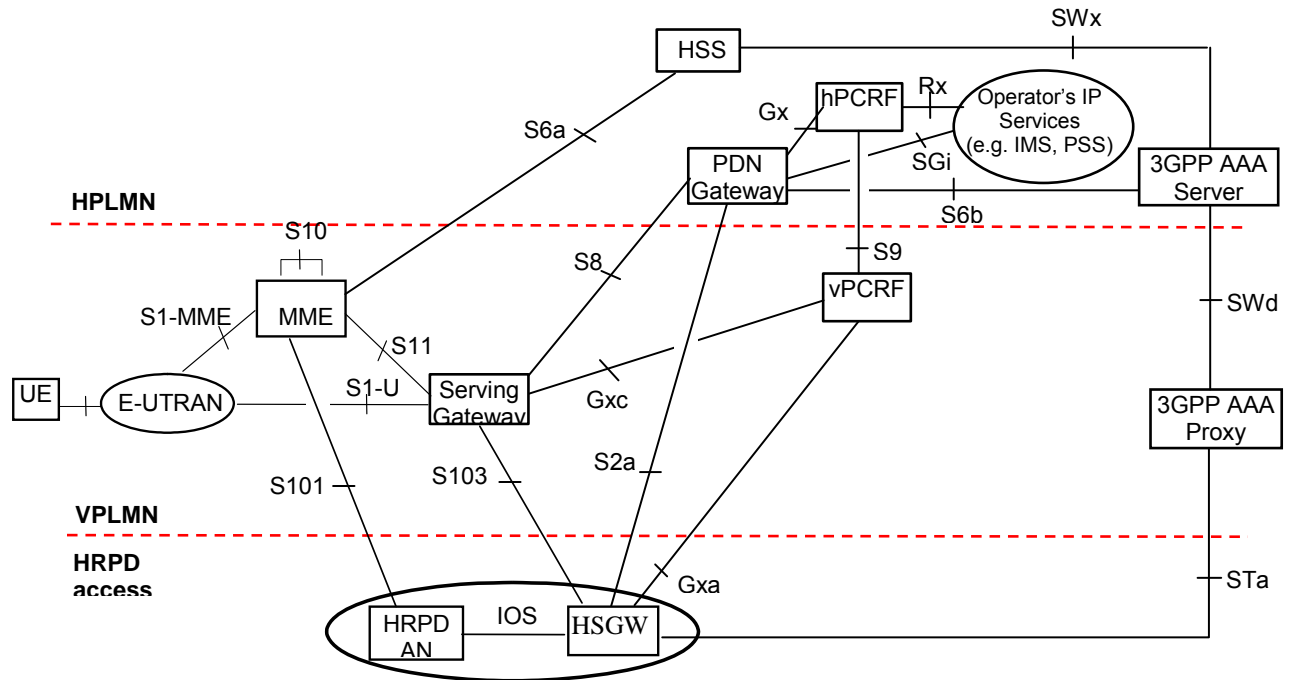 SWx
HSS
hPCRF
Rx
Operator's IP
Services
(e.g. IMS, PSS)
Gx
S6a
SGi
PDN
Gateway
3GPP AAA
Server
S6b
HPLMN
S10
S8
S9
vPCRF
MME
S1-MME
SWd
S11
UE
E-UTRAN
S1-U
Serving
Gateway
Gxc
3GPP AAA
Proxy
S101
S103
S2a
VPLMN
HRPD
access
Gxa
STa
IOS
HRPD
AN
HSGW